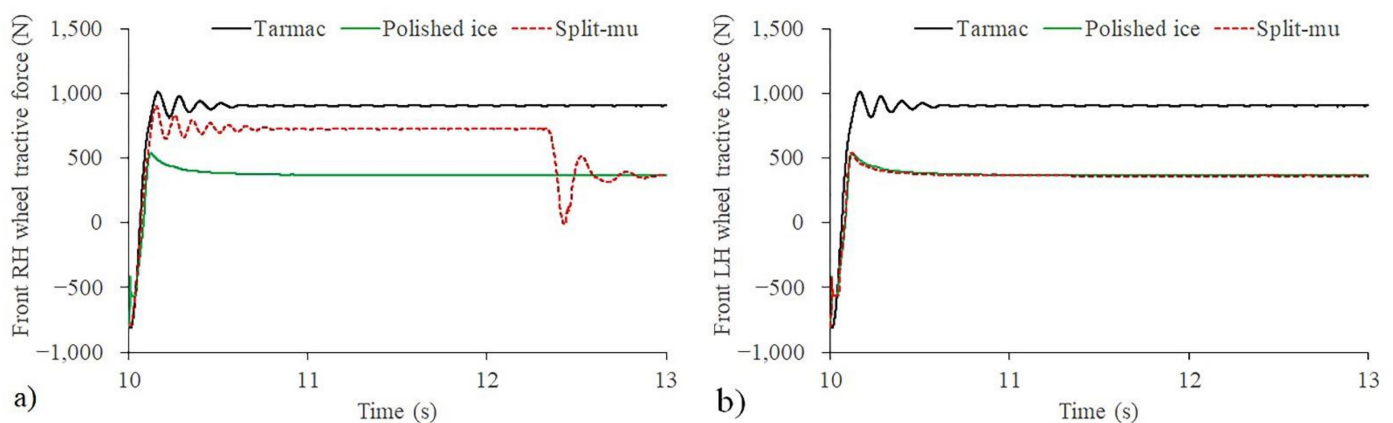 Front RH wheel tractive force (N)
1,500
1,000
500
0
−500
−1,000
Tarmac Polished ice Split-mu
10 11 12 13
Time (s)
a)
Front LH wheel tractive force (N)
1,500
1,000
500
0
−500
−1,000
Tarmac Polished ice Split-mu
10 11 12 13
Time (s)
b)